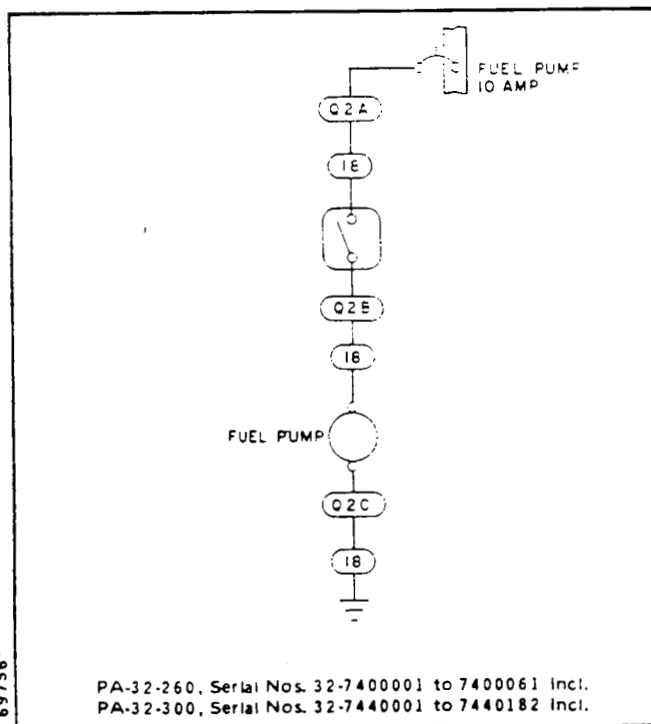 FUEL PUMP
10 AMP
Q2A
18
Q2B
18
FUEL PUMP
Q2C
18
PA-32-260, Serial Nos. 32-7400001 to 7400061 incl.
PA-32-300, Serial Nos. 32-7440001 to 7440182 incl.